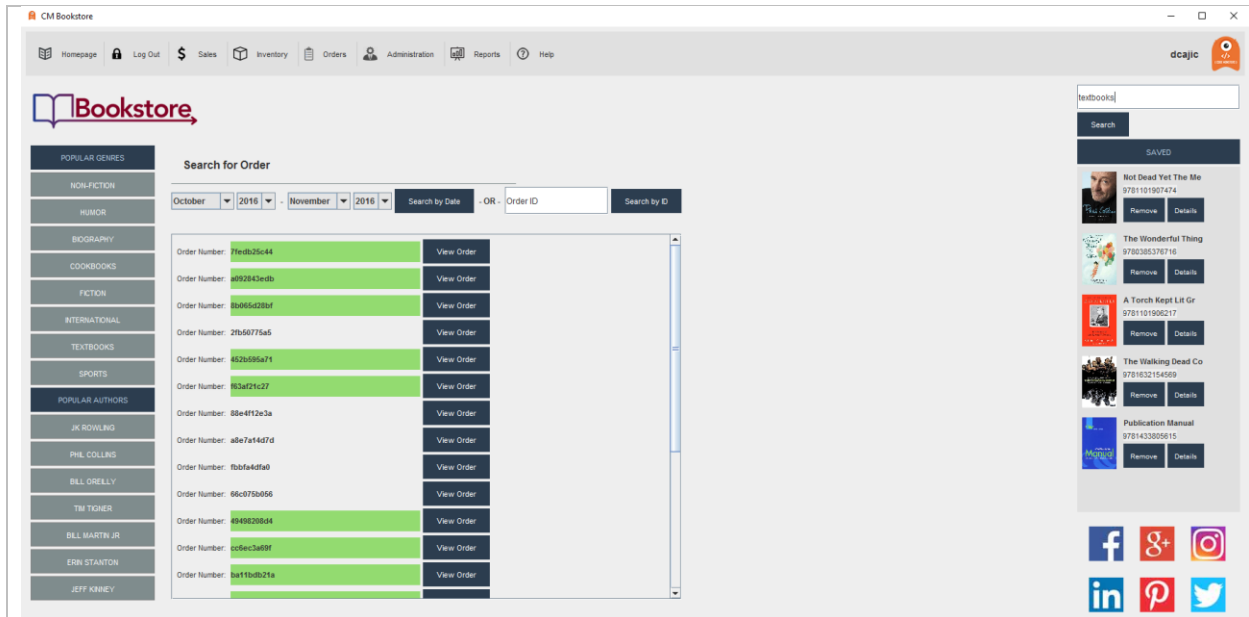 CM Bookstore
Homepage Log Out $ Sales Inventory Orders Administration Reports ? Help dcajic
Bookstore
textbooks
Search
POPULAR GENRES
NON-FICTION
HUMOR
BIOGRAPHY
COOKBOOKS
FICTION
INTERNATIONAL
TEXTBOOKS
SPORTS
POPULAR AUTHORS
JK ROWLING
PHIL COLLINS
BILL OREILLY
TIM TIGNER
BILL MARTIN JR
ERIN STANTON
JEFF KINNEY
Search for Order
October 2016 - November 2016 Search by Date - OR - Order ID Search by ID
Order Number: 7fedb25c44 View Order
Order Number: a092843edb View Order
Order Number: 8b065d28bf View Order
Order Number: 2fb50775a5 View Order
Order Number: 452b595a71 View Order
Order Number: f63af21c27 View Order
Order Number: 88e4f12e3a View Order
Order Number: a8e7a14d7d View Order
Order Number: fbbfa4dfa0 View Order
Order Number: 66c075b056 View Order
Order Number: 49498208d4 View Order
Order Number: cc6ec3a69f View Order
Order Number: ba11bdb21a View Order
SAVED
Not Dead Yet The Me
9781101907474
Remove Details
The Wonderful Thing
9780385376716
Remove Details
A Torch Kept Lit Gr
9781101906217
Remove Details
The Walking Dead Co
9781632154569
Remove Details
Publication Manual
9781433805615
Remove Details
Manual
f g+
in